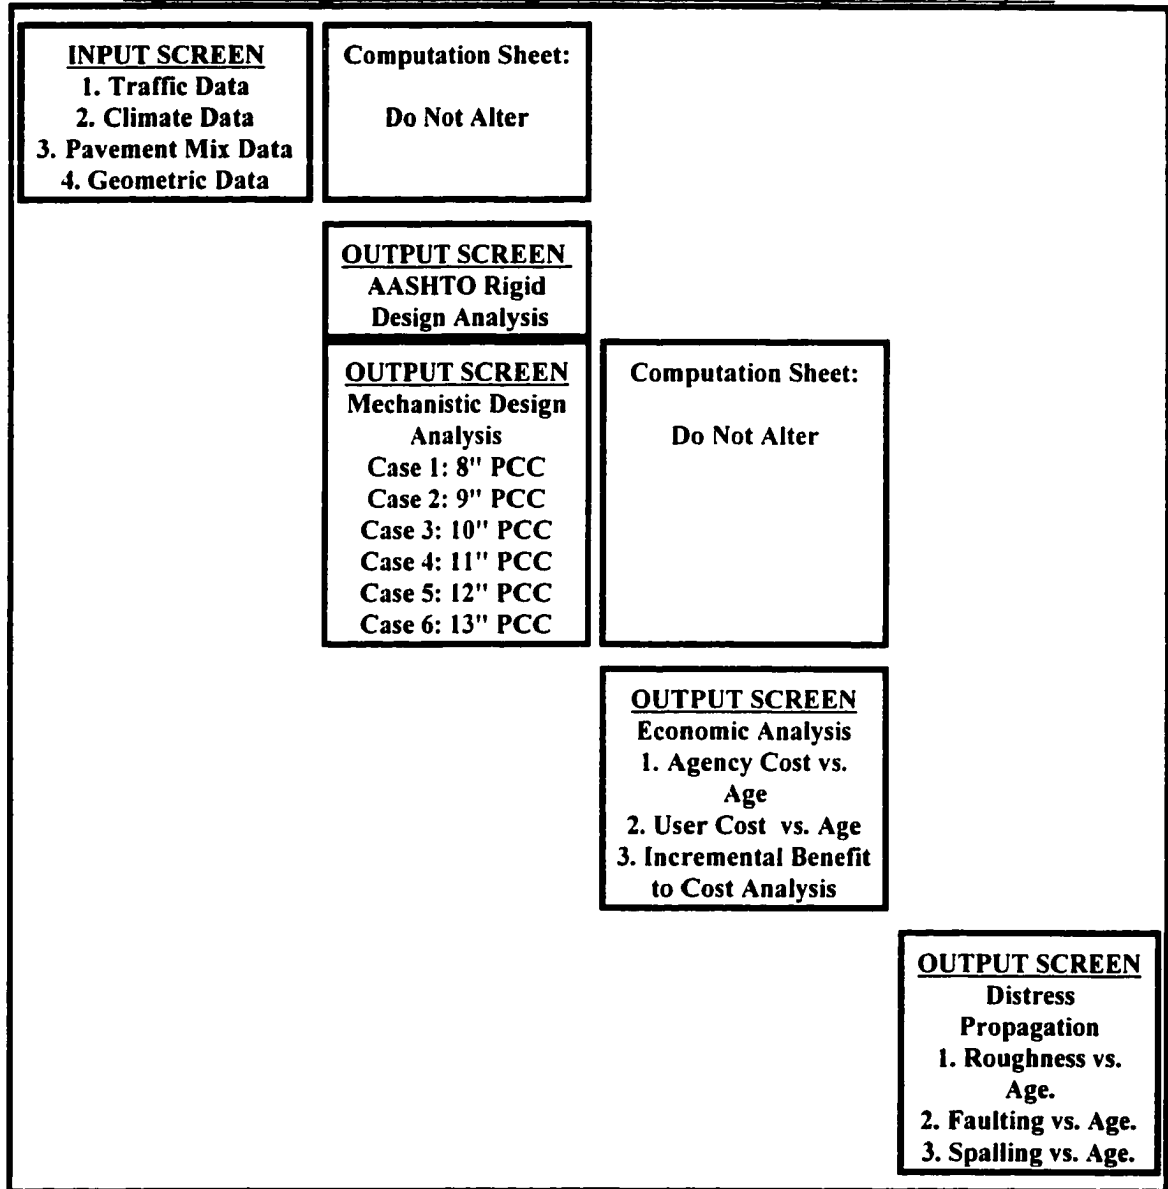 INPUT SCREEN
1. Traffic Data
2. Climate Data
3. Pavement Mix Data
4. Geometric Data
Computation Sheet:
Do Not Alter
OUTPUT SCREEN
AASHTO Rigid
Design Analysis
OUTPUT SCREEN
Mechanistic Design
Analysis
Case 1: 8" PCC
Case 2: 9" PCC
Case 3: 10" PCC
Case 4: 11" PCC
Case 5: 12" PCC
Case 6: 13" PCC
Computation Sheet:
Do Not Alter
OUTPUT SCREEN
Economic Analysis
1. Agency Cost vs.
Age
2. User Cost vs. Age
3. Incremental Benefit
to Cost Analysis
OUTPUT SCREEN
Distress
Propagation
1. Roughness vs.
Age.
2. Faulting vs. Age.
3. Spalling vs. Age.